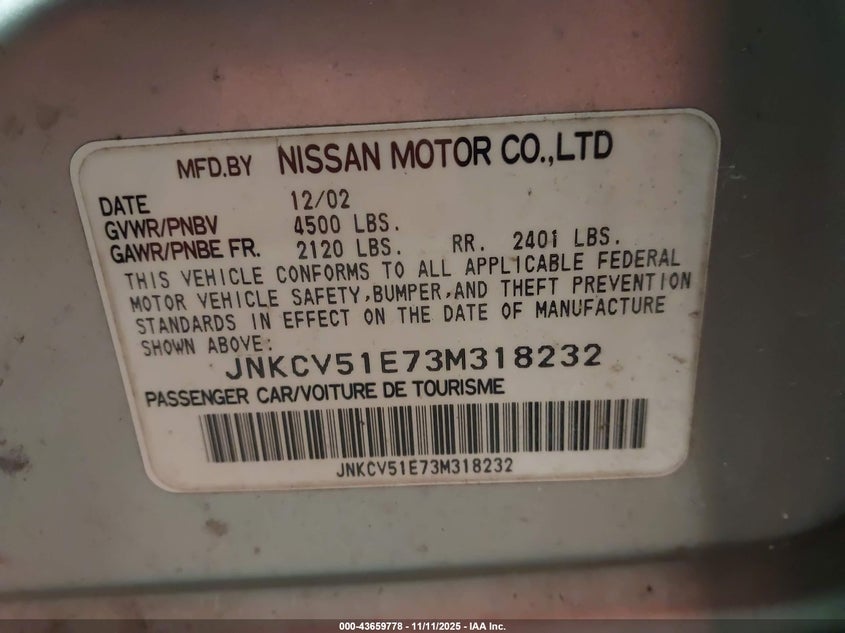 MFD.BY NISSAN MOTOR CO.,LTD
DATE 12/02
GVWR/PNBV 4500 LBS.
GAWR/PNBE FR. 2120 LBS. RR. 2401 LBS.
THIS VEHICLE CONFORMS TO ALL APPLICABLE FEDERAL
MOTOR VEHICLE SAFETY,BUMPER,AND THEFT PREVENTION
STANDARDS IN EFFECT ON THE DATE OF MANUFACTURE
SHOWN ABOVE:
JNKCV51E73M318232
PASSENGER CAR/VOITURE DE TOURISME
JNKCV51E73M318232
000-43659778 - 11/11/2025 - IAA Inc.